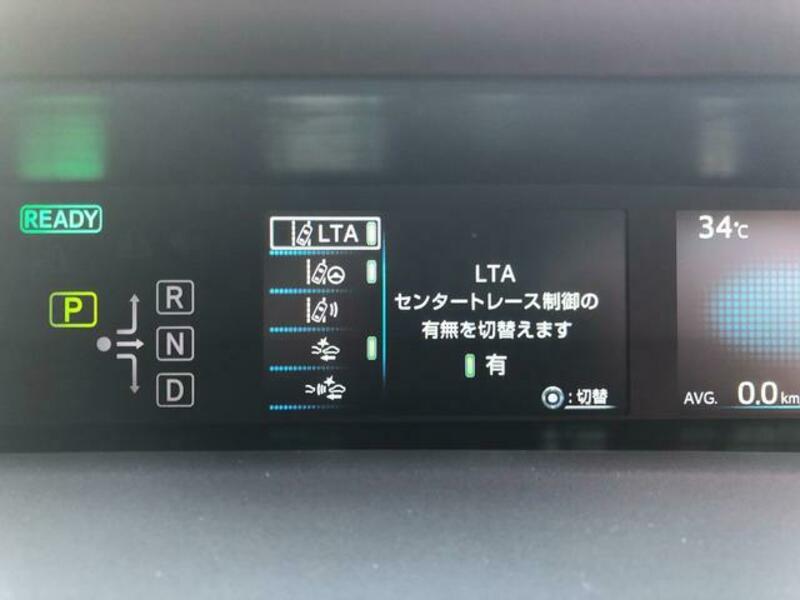 READY
P
R
N
D
LTA
LTA
センタートレース制御の
有無を切替えます
有
:切替
34℃
AVG. 0.0 km